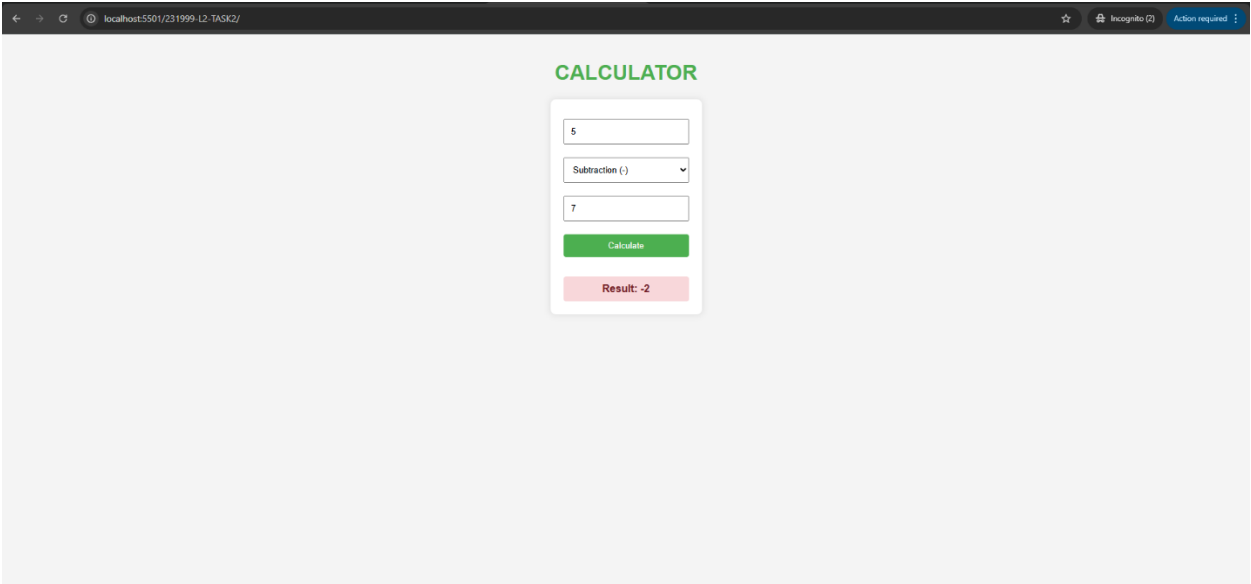 localhost:5501/231999-L2-TASK2/
Incognito (2)
Action required
CALCULATOR
5
Subtraction (-)
7
Calculate
Result: -2